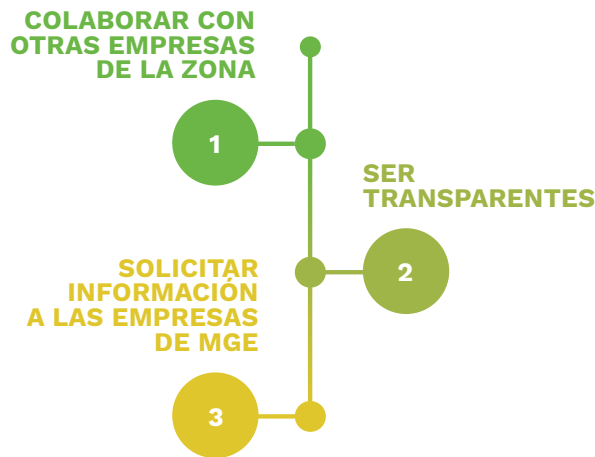 COLABORAR CON
OTRAS EMPRESAS
DE LA ZONA
1
SER
TRANSPARENTES
2
SOLICITAR
INFORMACIÓN
A LAS EMPRESAS
DE MGE
3